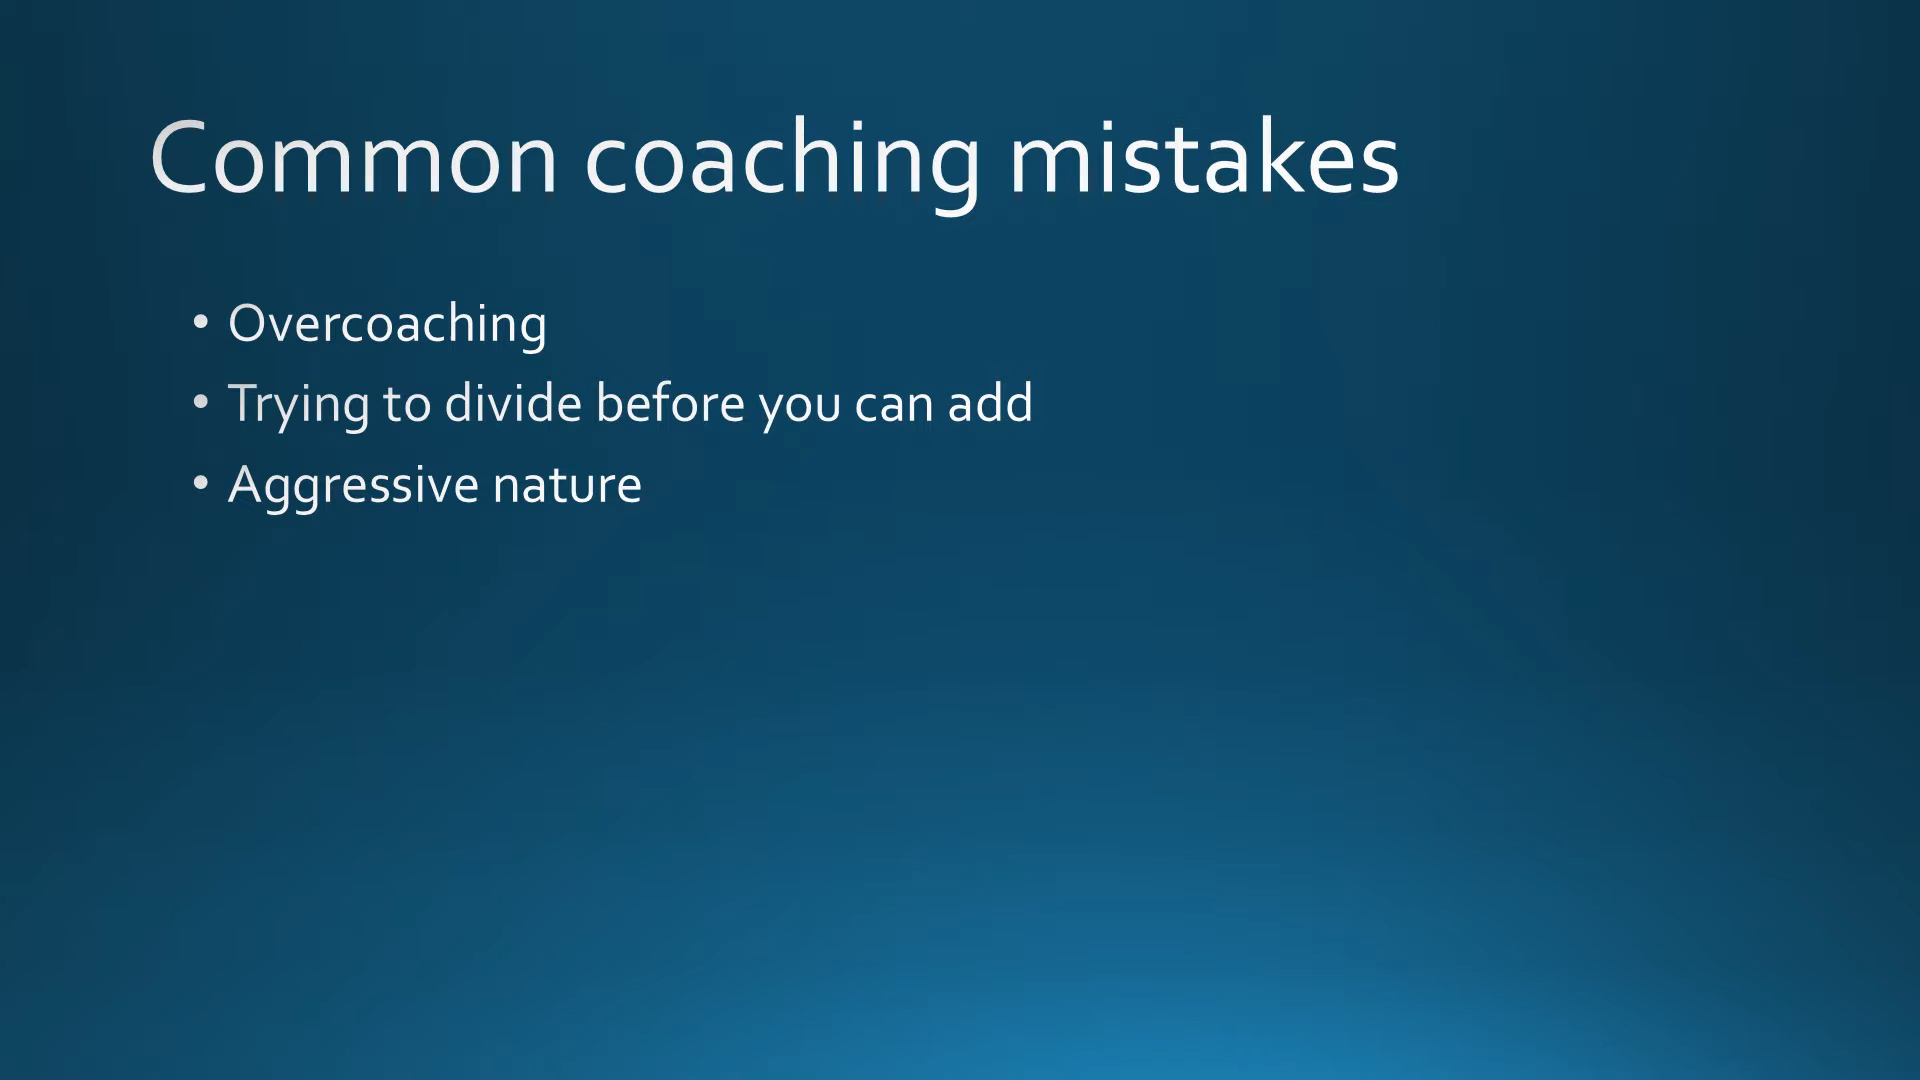 Common coaching mistakes
• Overcoaching
• Trying to divide before you can add
• Aggressive nature